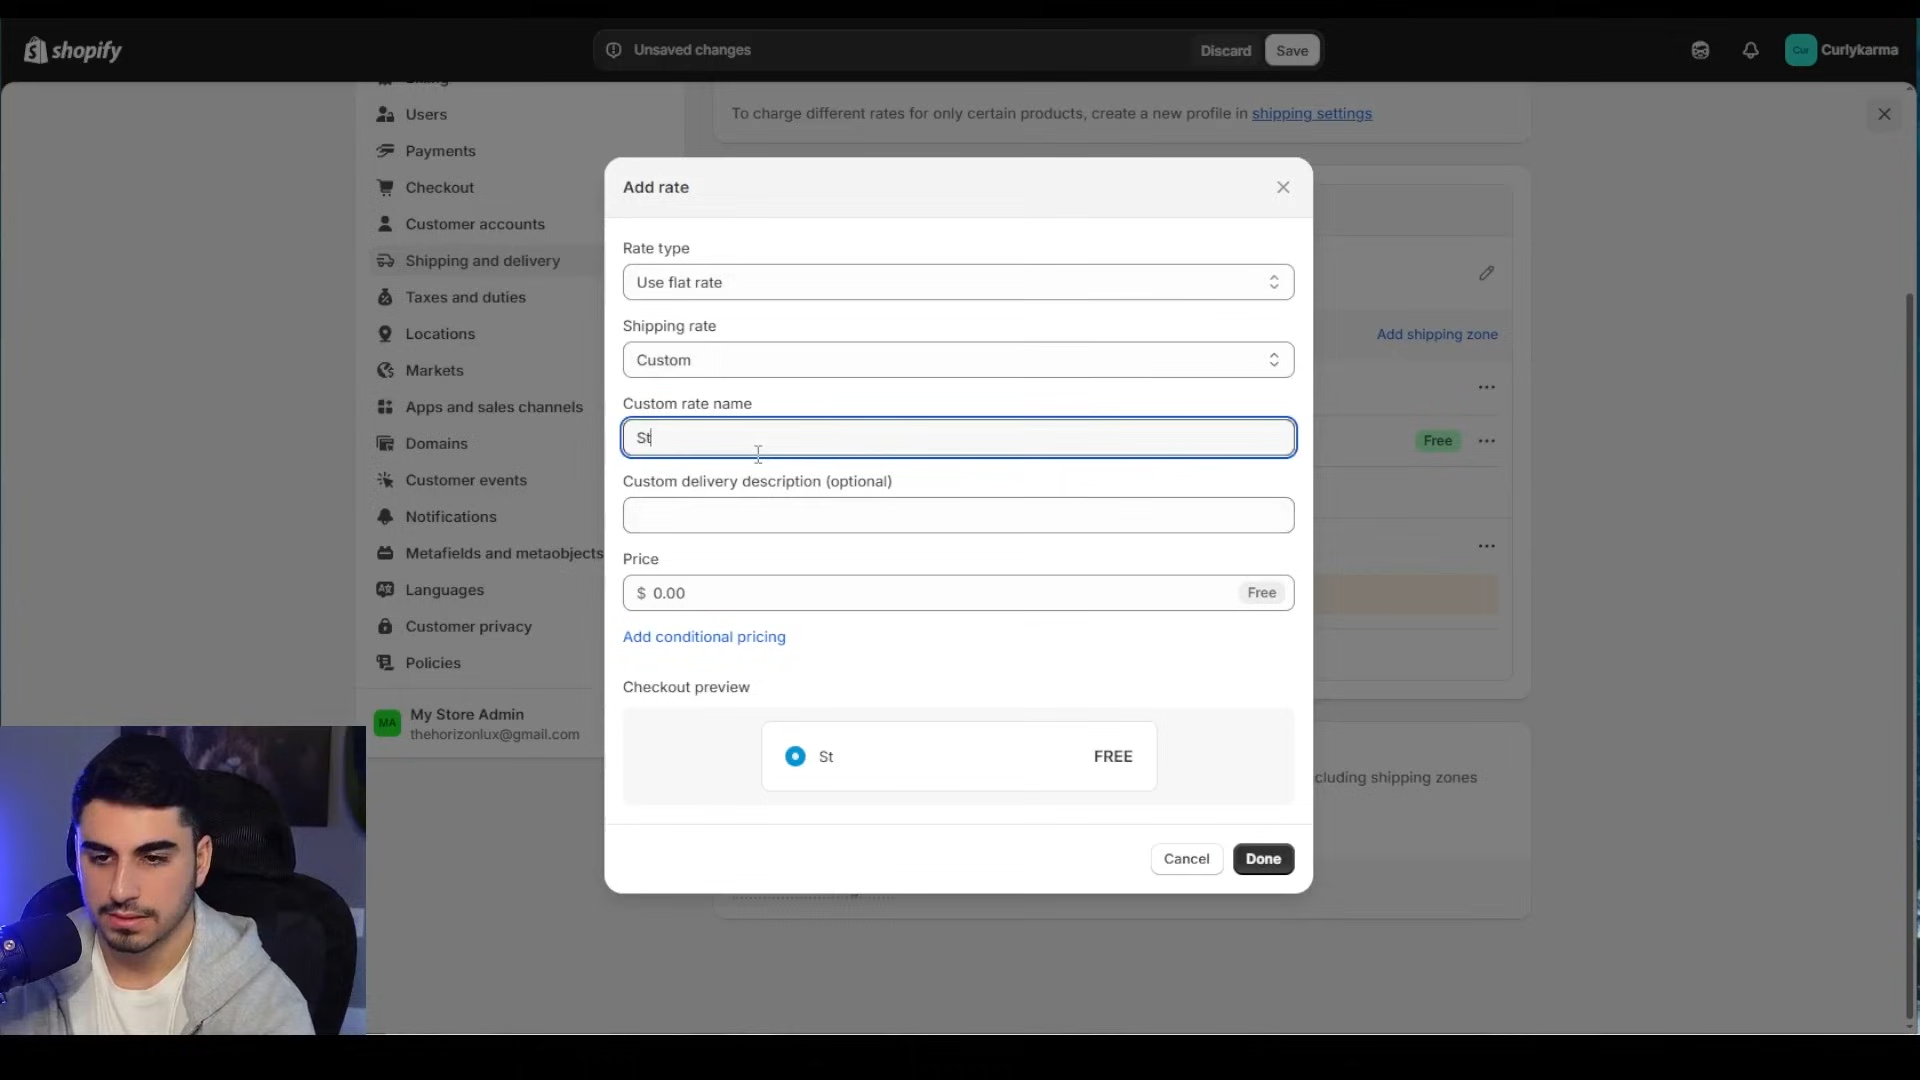 shopify
Unsaved changes
Discard
Save
Cur
Curlykarma
Users
Payments
Checkout
Customer accounts
Shipping and delivery
Taxes and duties
Locations
Markets
Apps and sales channels
Domains
Customer events
Notifications
Metafields and metaobjects
Languages
Customer privacy
Policies
MA
My Store Admin
thehorizonlux@gmail.com
To charge different rates for only certain products, create a new profile in shipping settings
Add shipping zone
Free
cluding shipping zones
Add rate
Rate type
Use flat rate
Shipping rate
Custom
Custom rate name
St
Custom delivery description (optional)
Price
$ 0.00
Free
Add conditional pricing
Checkout preview
St
FREE
Cancel
Done